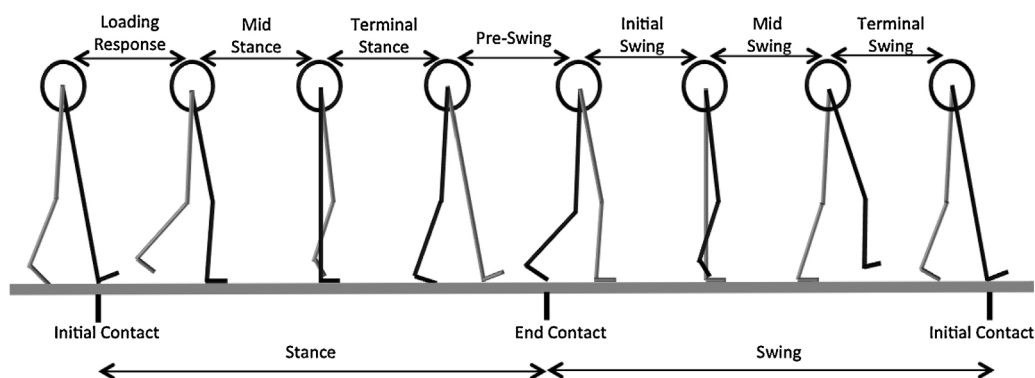 Loading
Response
Mid
Stance
Terminal
Stance
Pre-Swing
Initial
Swing
Mid
Swing
Terminal
Swing
Initial Contact
End Contact
Initial Contact
Stance
Swing